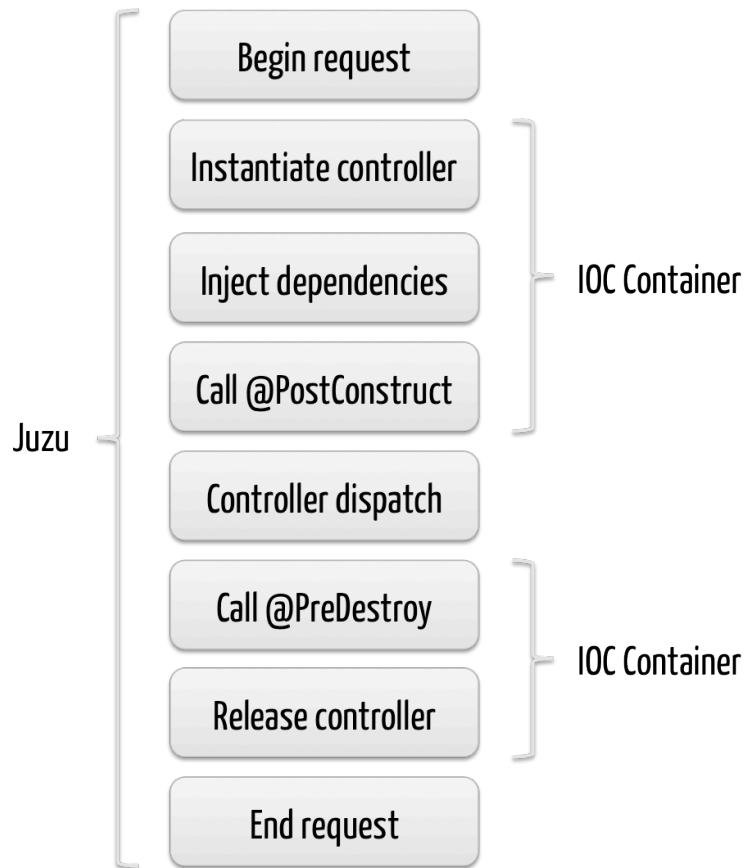 Begin request
Instantiate controller
Inject dependencies
IOC Container
Call @PostConstruct
Juzu
Controller dispatch
Call @PreDestroy
IOC Container
Release controller
End request